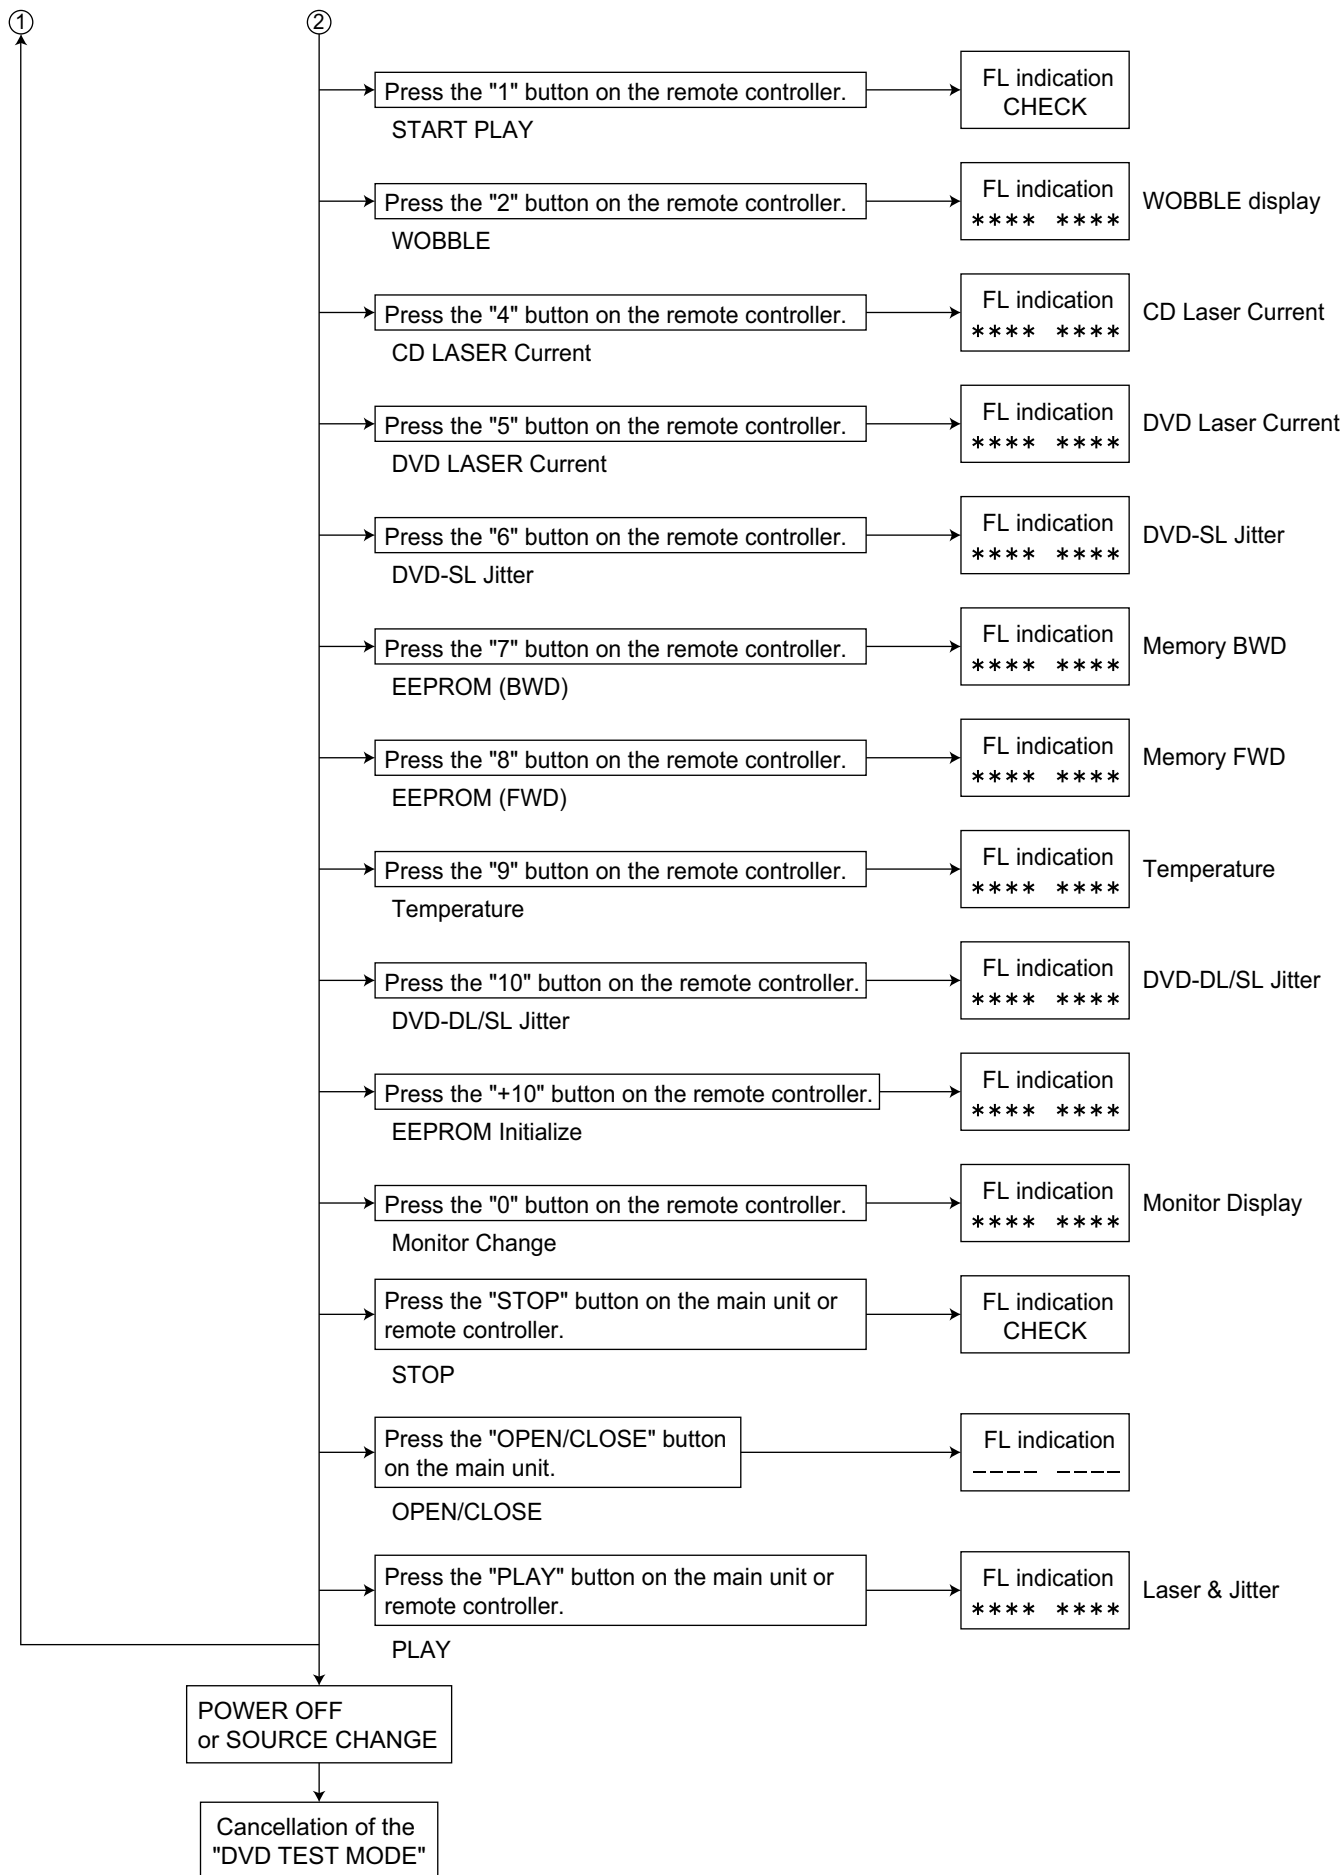 ① ②
Press the "1" button on the remote controller.
START PLAY
FL indication
CHECK
Press the "2" button on the remote controller.
WOBBLE
FL indication
**** ****
WOBBLE display
Press the "4" button on the remote controller.
CD LASER Current
FL indication
**** ****
CD Laser Current
Press the "5" button on the remote controller.
DVD LASER Current
FL indication
**** ****
DVD Laser Current
Press the "6" button on the remote controller.
DVD-SL Jitter
FL indication
**** ****
DVD-SL Jitter
Press the "7" button on the remote controller.
EEPROM (BWD)
FL indication
**** ****
Memory BWD
Press the "8" button on the remote controller.
EEPROM (FWD)
FL indication
**** ****
Memory FWD
Press the "9" button on the remote controller.
Temperature
FL indication
**** ****
Temperature
Press the "10" button on the remote controller.
DVD-DL/SL Jitter
FL indication
**** ****
DVD-DL/SL Jitter
Press the "+10" button on the remote controller.
EEPROM Initialize
FL indication
**** ****
Press the "0" button on the remote controller.
Monitor Change
FL indication
**** ****
Monitor Display
Press the "STOP" button on the main unit or
remote controller.
STOP
FL indication
CHECK
Press the "OPEN/CLOSE" button
on the main unit.
OPEN/CLOSE
FL indication
---- ----
Press the "PLAY" button on the main unit or
remote controller.
PLAY
FL indication
**** ****
Laser & Jitter
POWER OFF
or SOURCE CHANGE
Cancellation of the
"DVD TEST MODE"